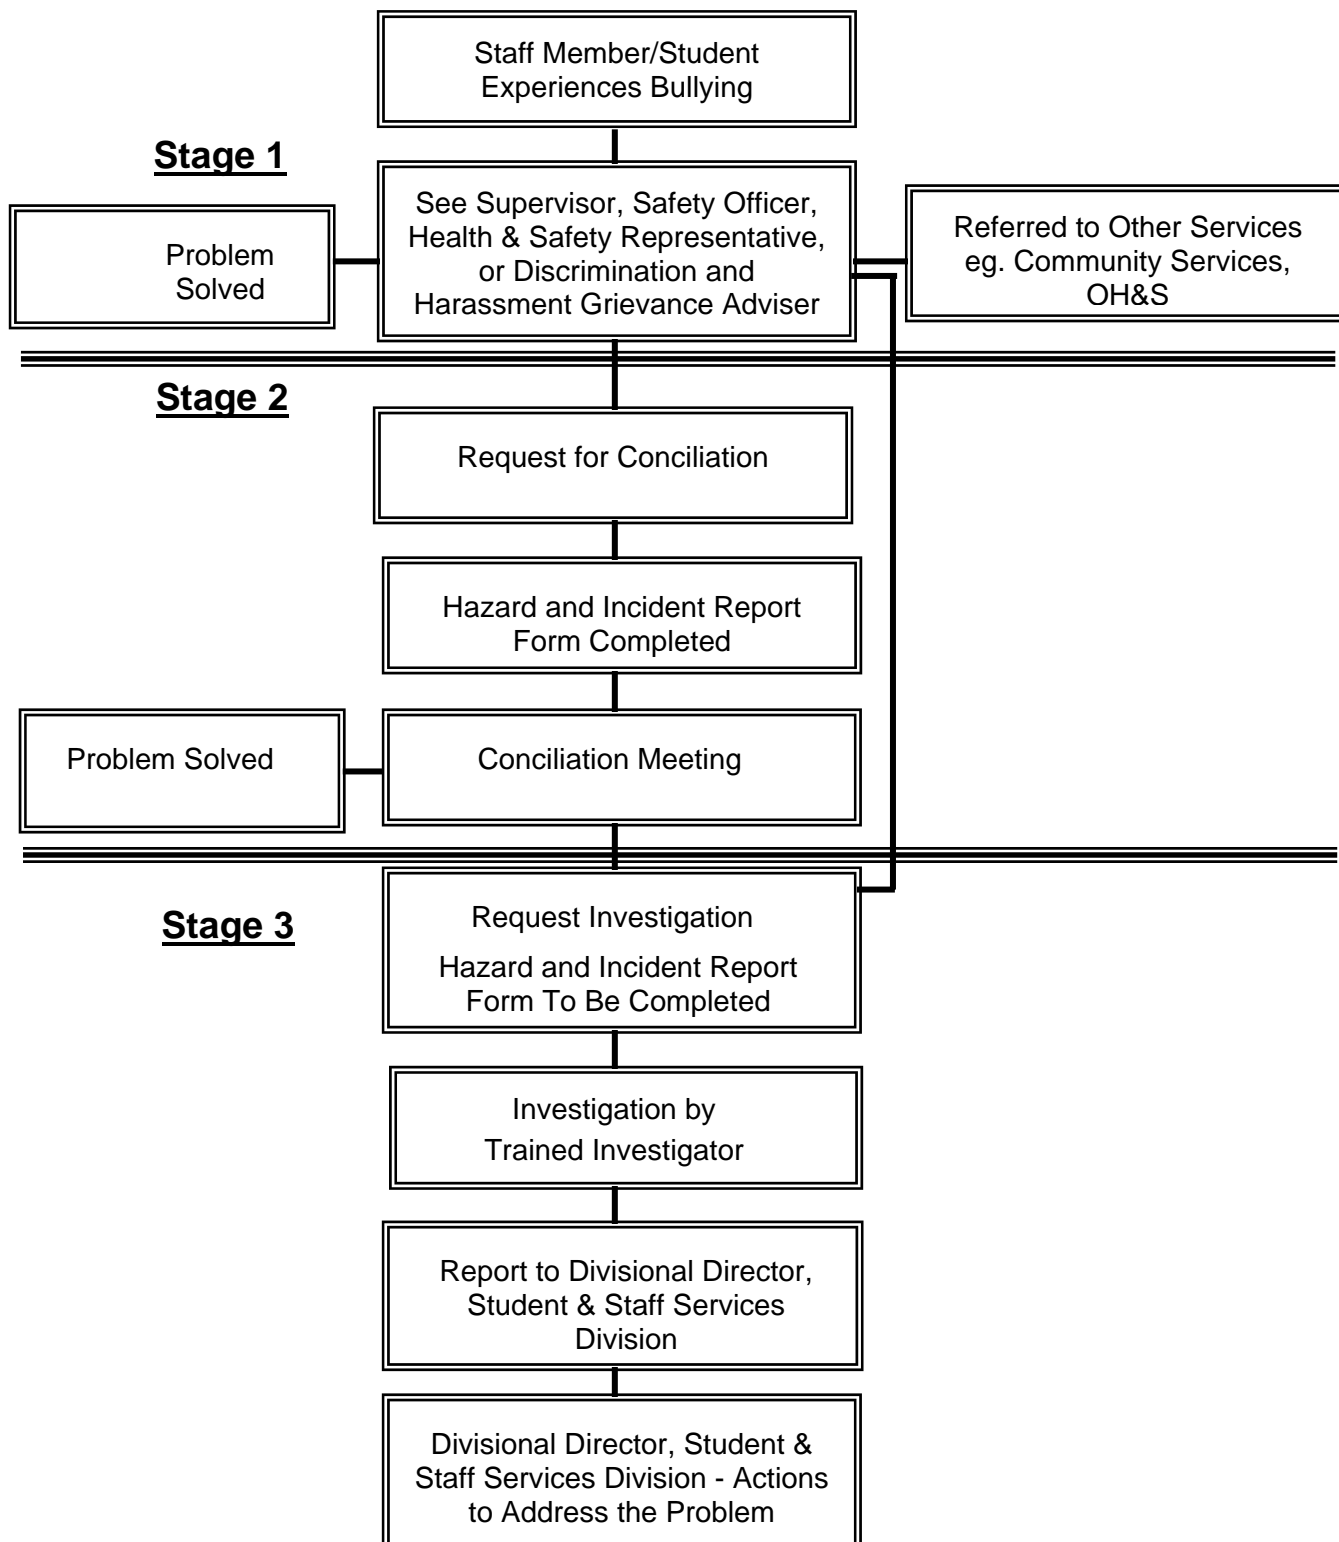 Staff Member/Student
Experiences Bullying
Stage 1
See Supervisor, Safety Officer,
Health & Safety Representative,
or Discrimination and
Harassment Grievance Adviser
Problem
Solved
Referred to Other Services
eg. Community Services,
OH&S
Stage 2
Request for Conciliation
Hazard and Incident Report
Form Completed
Problem Solved
Conciliation Meeting
Stage 3
Request Investigation
Hazard and Incident Report
Form To Be Completed
Investigation by
Trained Investigator
Report to Divisional Director,
Student & Staff Services
Division
Divisional Director, Student &
Staff Services Division - Actions
to Address the Problem